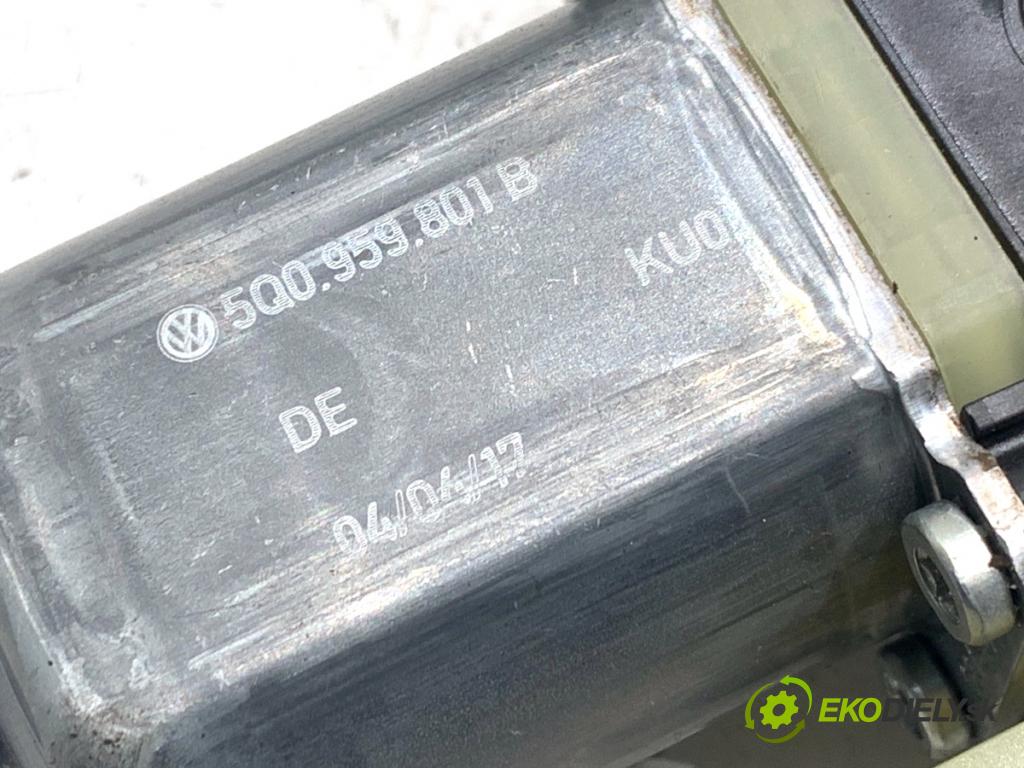 5Q0.959.801 B
KU0
DE
04/04/17
EKODIELY.SK